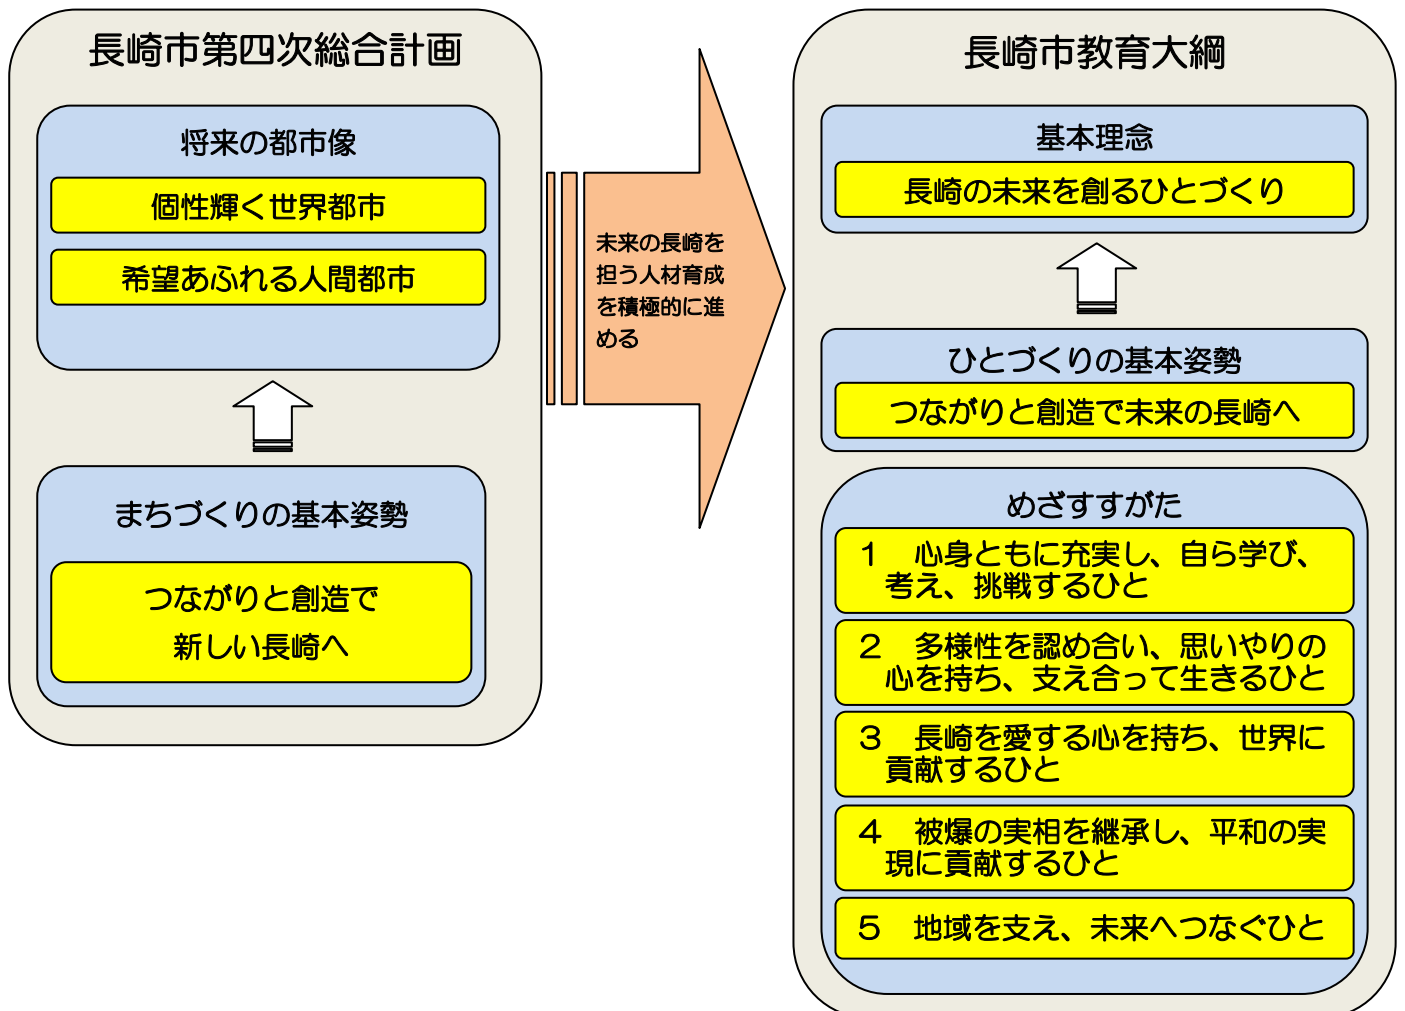 長崎市第四次総合計画
将来の都市像
個性輝く世界都市
希望あふれる人間都市
まちづくりの基本姿勢
つながりと創造で
新しい長崎へ
未来の長崎を
担う人材育成
を積極的に進
める
長崎市教育大綱
基本理念
長崎の未来を創るひとづくり
ひとづくりの基本姿勢
つながりと創造で未来の長崎へ
めざすすがた
１　心身ともに充実し、自ら学び、
考え、挑戦するひと
２　多様性を認め合い、思いやりの
心を持ち、支え合って生きるひと
３　長崎を愛する心を持ち、世界に
貢献するひと
４　被爆の実相を継承し、平和の実
現に貢献するひと
５　地域を支え、未来へつなぐひと